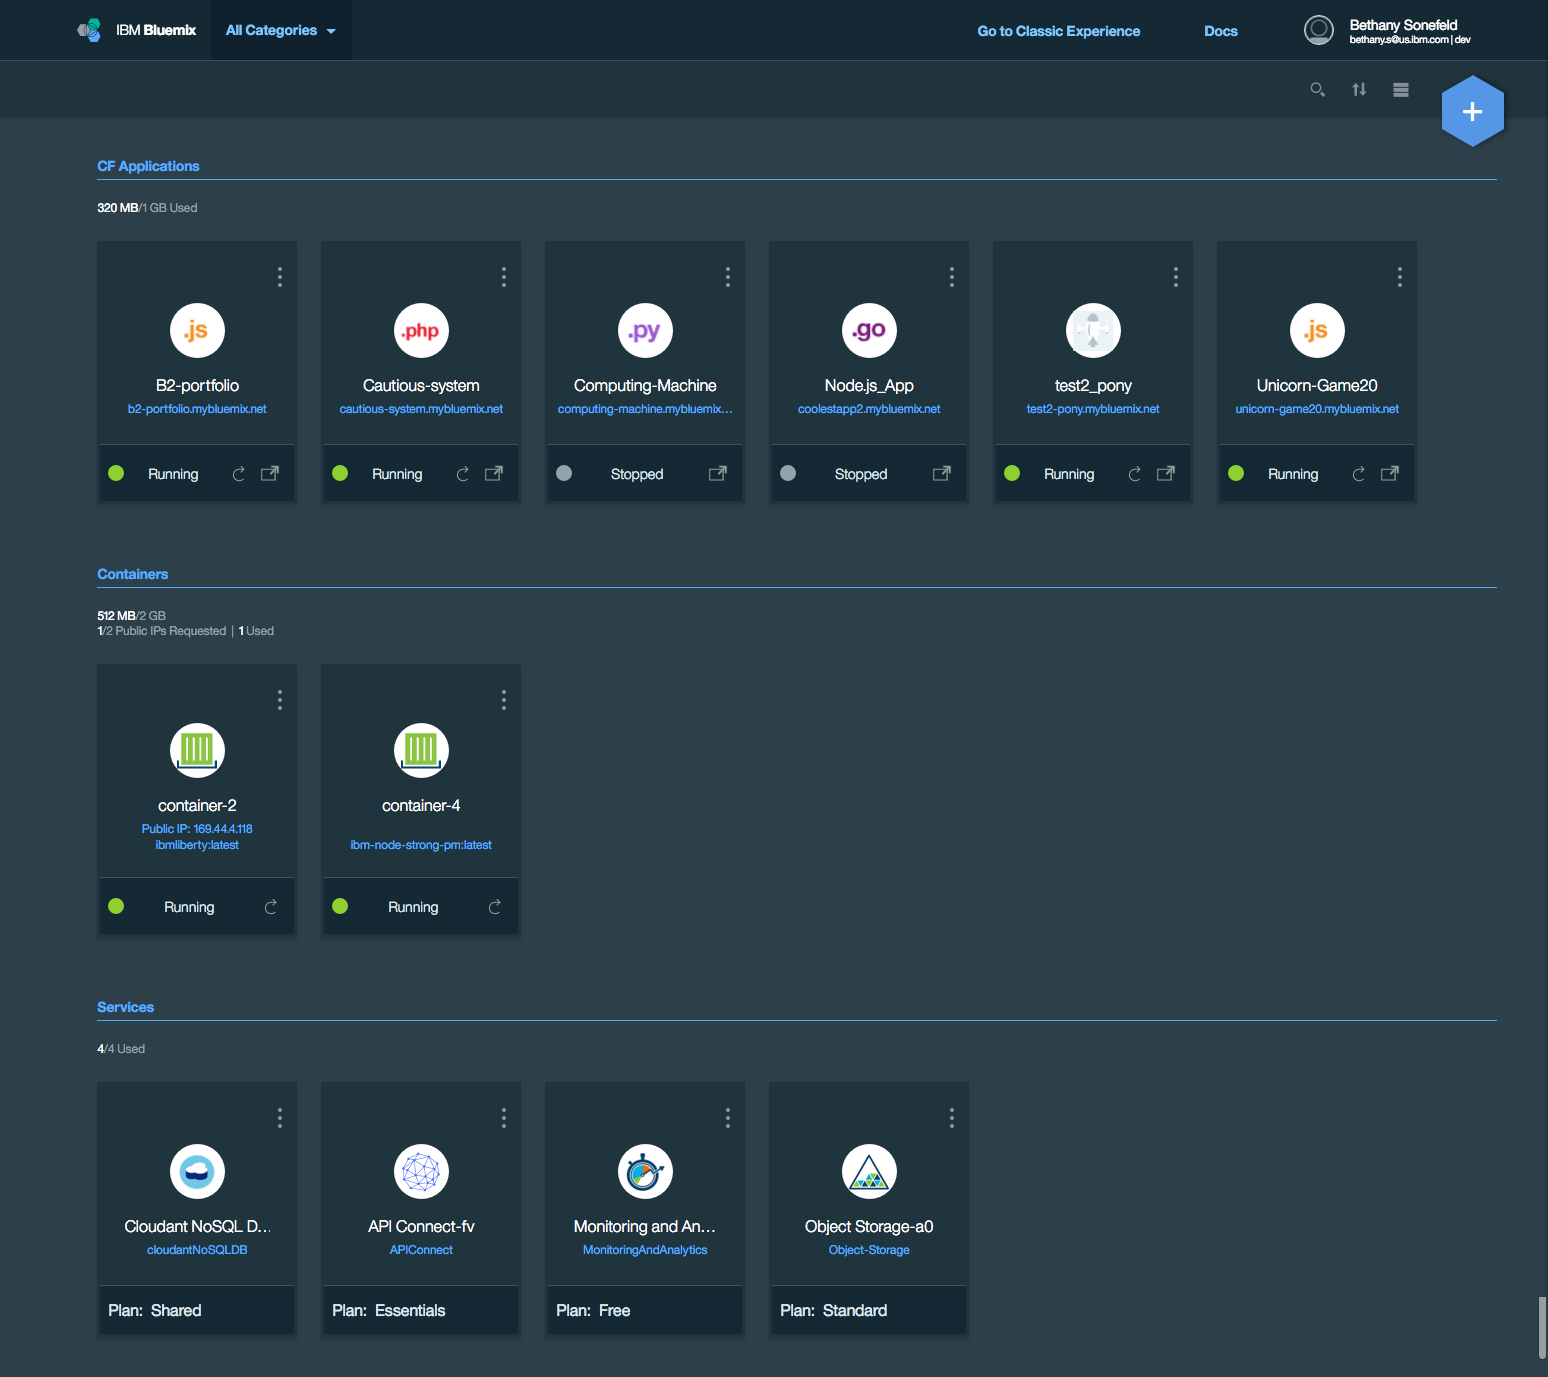 IBM Bluemix
All Categories
Go to Classic Experience
Docs
Bethany Sonefeld
bethany.s@us.ibm.com | dev
+
CF Applications
320 MB/1 GB Used
.js
B2-portfolio
b2-portfolio.mybluemix.net
Running
.php
Cautious-system
cautious-system.mybluemix.net
Running
.py
Computing-Machine
computing-machine.mybluemix...
Stopped
.go
Node.js_App
coolestapp2.mybluemix.net
Stopped
test2_pony
test2-pony.mybluemix.net
Running
.js
Unicorn-Game20
unicorn-game20.mybluemix.net
Running
Containers
512 MB/2 GB
1/2 Public IPs Requested | 1 Used
container-2
Public IP: 169.44.4.118
ibmliberty:latest
Running
container-4
ibm-node-strong-pm:latest
Running
Services
4/4 Used
Cloudant NoSQL D...
cloudantNoSQLDB
Plan: Shared
API Connect-fv
APIConnect
Plan: Essentials
Monitoring and An...
MonitoringAndAnalytics
Plan: Free
Object Storage-a0
Object-Storage
Plan: Standard